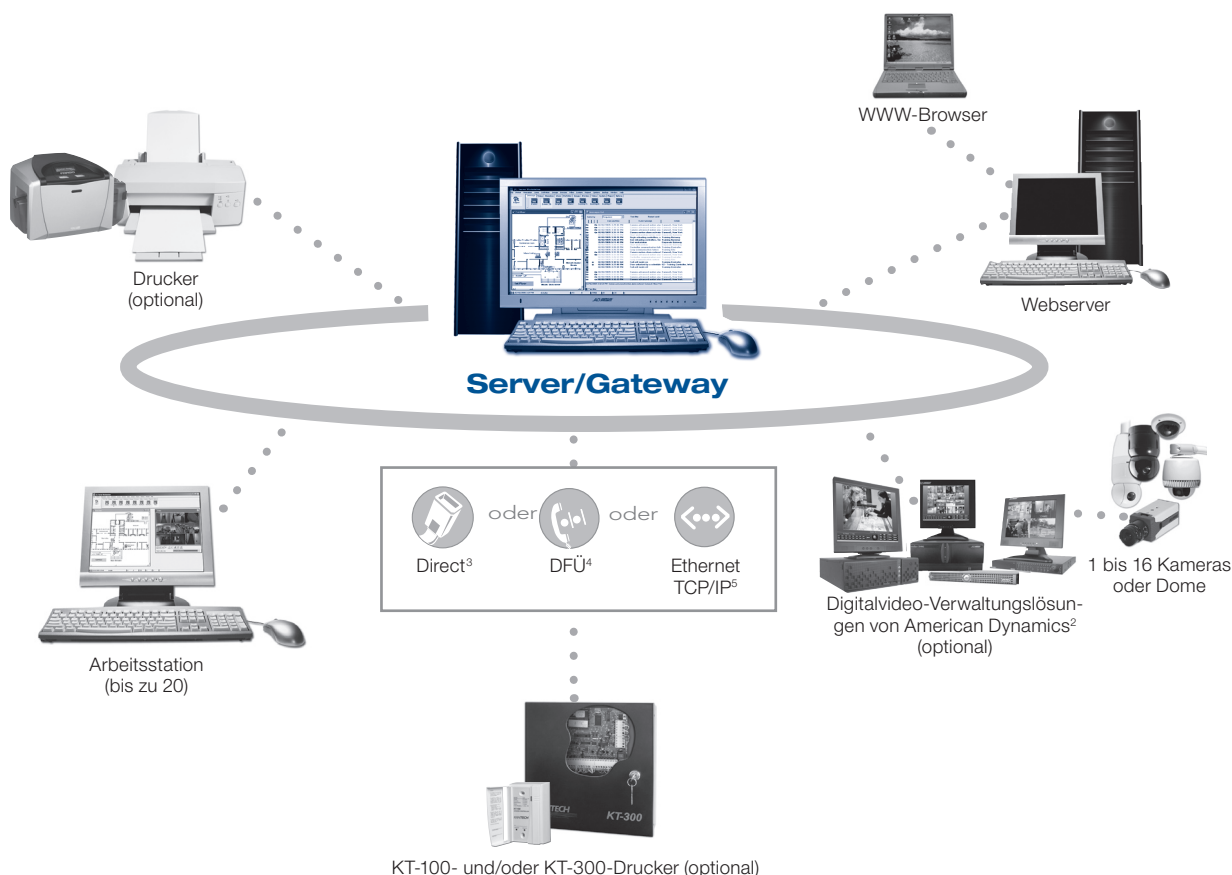 WWW-Browser
Drucker
(optional)
Webserver
Server/Gateway
Direct³
oder
DFÜ⁴
oder
Ethernet
TCP/IP⁵
Arbeitsstation
(bis zu 20)
Digitalvideo-Verwaltungslösun-
gen von American Dynamics²
(optional)
1 bis 16 Kameras
oder Dome
KT-300
KT-100- und/oder KT-300-Drucker (optional)